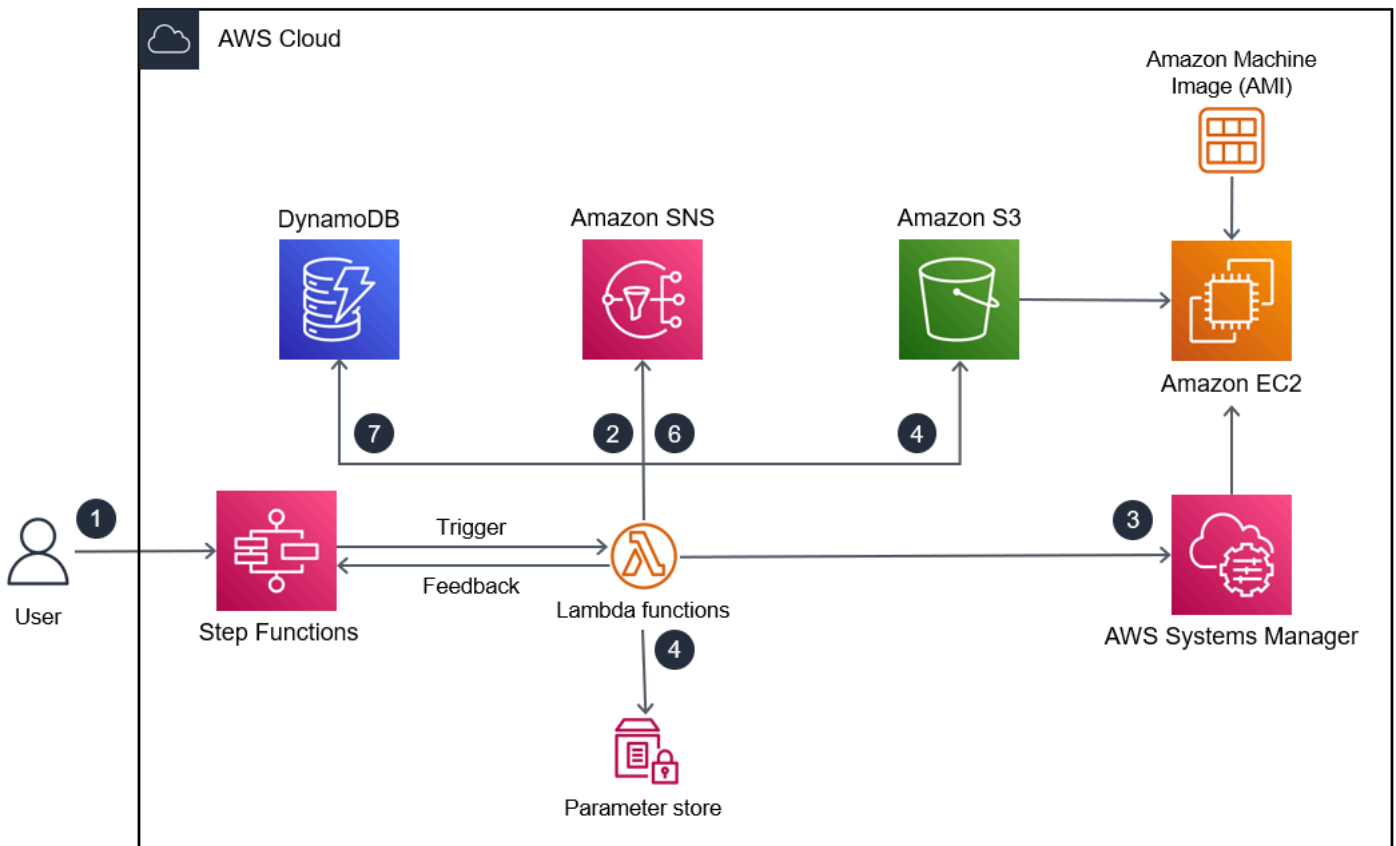 AWS Cloud
Amazon Machine
Image (AMI)
DynamoDB
Amazon SNS
Amazon S3
Amazon EC2
7
2
6
4
1
3
Trigger
Feedback
User
Step Functions
Lambda functions
AWS Systems Manager
4
Parameter store